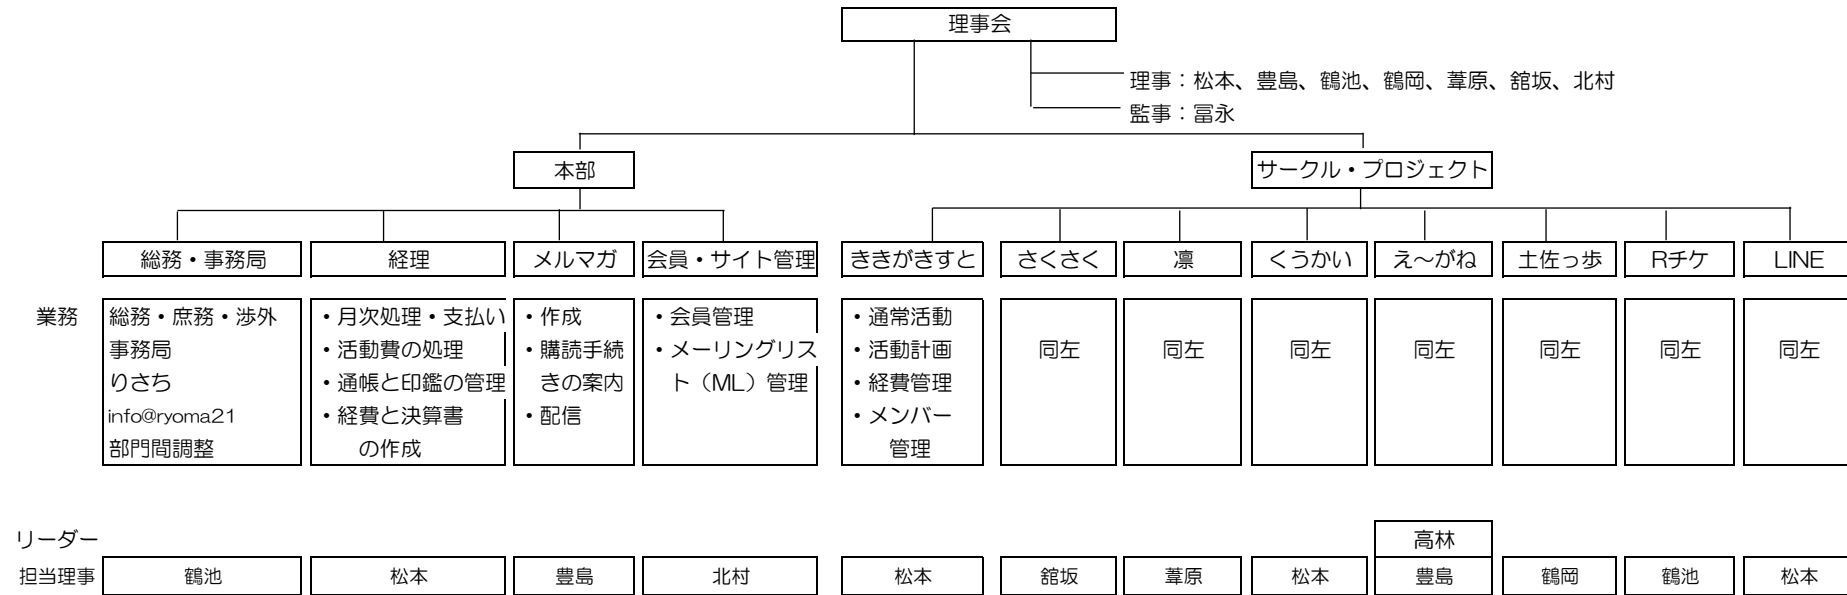 理事会
理事：松本、豊島、鶴池、鶴岡、葦原、舘坂、北村
監事：冨永
本部
サークル・プロジェクト
総務・事務局
経理
メルマガ
会員・サイト管理
ききがきすと
さくさく
凛
くうかい
え～がね
土佐っ歩
Rチケ
LINE
業務
総務・庶務・渉外
事務局
りさち
info@ryoma21
部門間調整
・月次処理・支払い
・活動費の処理
・通帳と印鑑の管理
・経費と決算書
の作成
・作成
・購読手続
きの案内
・配信
・会員管理
・メーリングリス
ト（ML）管理
・通常活動
・活動計画
・経費管理
・メンバー
管理
同左
同左
同左
同左
同左
同左
同左
リーダー
高林
担当理事
鶴池
松本
豊島
北村
松本
舘坂
葦原
松本
豊島
鶴岡
鶴池
松本